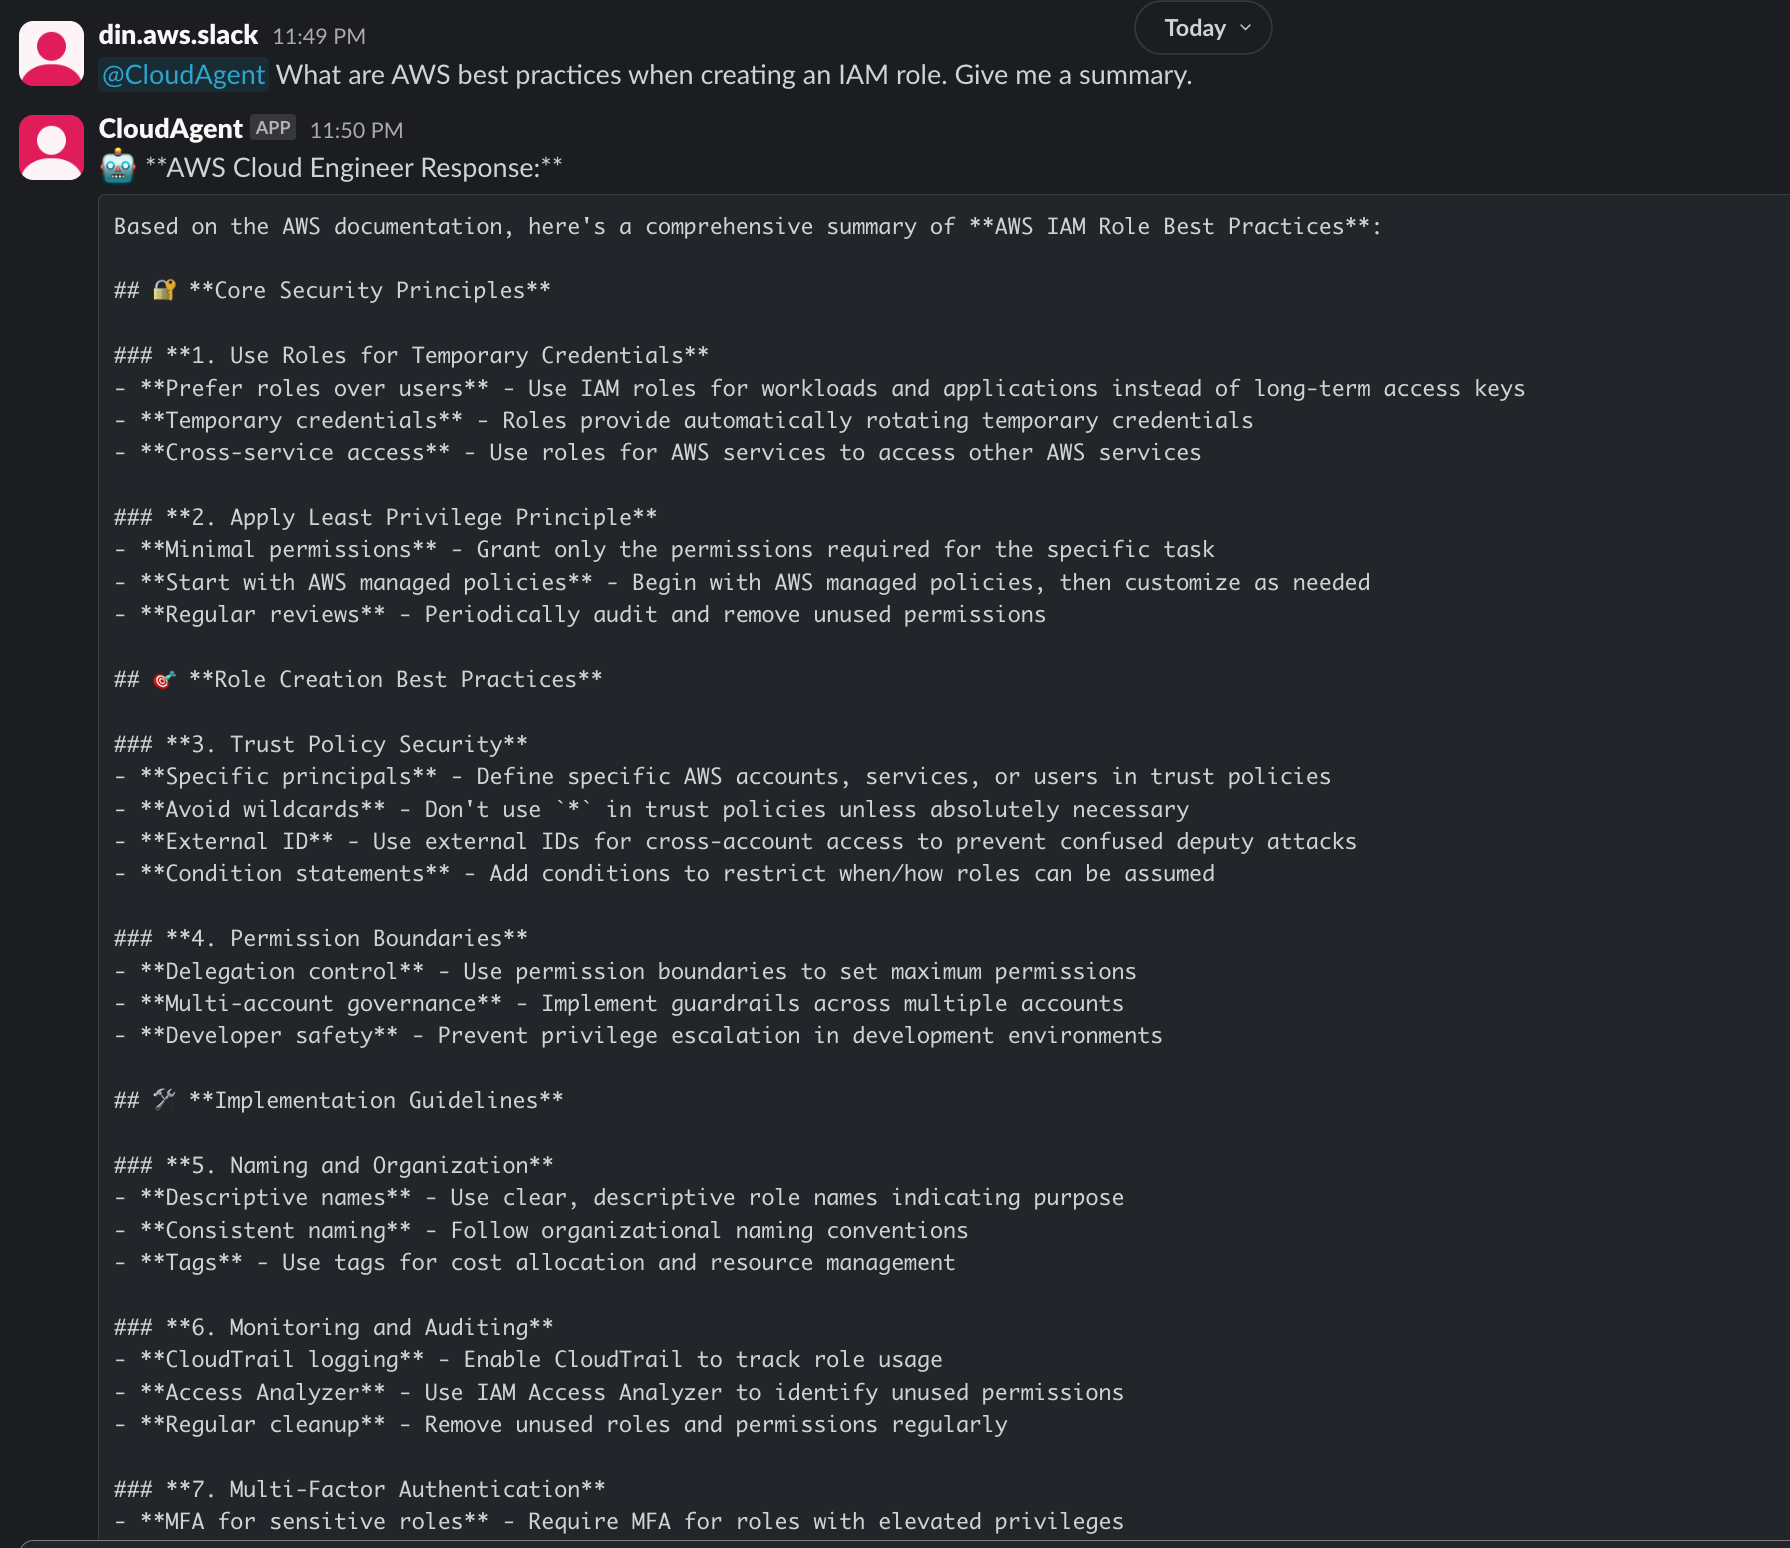 din.aws.slack 11:49 PM
Today
@CloudAgent What are AWS best practices when creating an IAM role. Give me a summary.
CloudAgent APP 11:50 PM
🤖 **AWS Cloud Engineer Response:**
Based on the AWS documentation, here's a comprehensive summary of **AWS IAM Role Best Practices**:
## 🔐 **Core Security Principles**
### **1. Use Roles for Temporary Credentials**
- **Prefer roles over users** - Use IAM roles for workloads and applications instead of long-term access keys
- **Temporary credentials** - Roles provide automatically rotating temporary credentials
- **Cross-service access** - Use roles for AWS services to access other AWS services
### **2. Apply Least Privilege Principle**
- **Minimal permissions** - Grant only the permissions required for the specific task
- **Start with AWS managed policies** - Begin with AWS managed policies, then customize as needed
- **Regular reviews** - Periodically audit and remove unused permissions
## 🎯 **Role Creation Best Practices**
### **3. Trust Policy Security**
- **Specific principals** - Define specific AWS accounts, services, or users in trust policies
- **Avoid wildcards** - Don't use `*` in trust policies unless absolutely necessary
- **External ID** - Use external IDs for cross-account access to prevent confused deputy attacks
- **Condition statements** - Add conditions to restrict when/how roles can be assumed
### **4. Permission Boundaries**
- **Delegation control** - Use permission boundaries to set maximum permissions
- **Multi-account governance** - Implement guardrails across multiple accounts
- **Developer safety** - Prevent privilege escalation in development environments
## 🛠️ **Implementation Guidelines**
### **5. Naming and Organization**
- **Descriptive names** - Use clear, descriptive role names indicating purpose
- **Consistent naming** - Follow organizational naming conventions
- **Tags** - Use tags for cost allocation and resource management
### **6. Monitoring and Auditing**
- **CloudTrail logging** - Enable CloudTrail to track role usage
- **Access Analyzer** - Use IAM Access Analyzer to identify unused permissions
- **Regular cleanup** - Remove unused roles and permissions regularly
### **7. Multi-Factor Authentication**
- **MFA for sensitive roles** - Require MFA for roles with elevated privileges